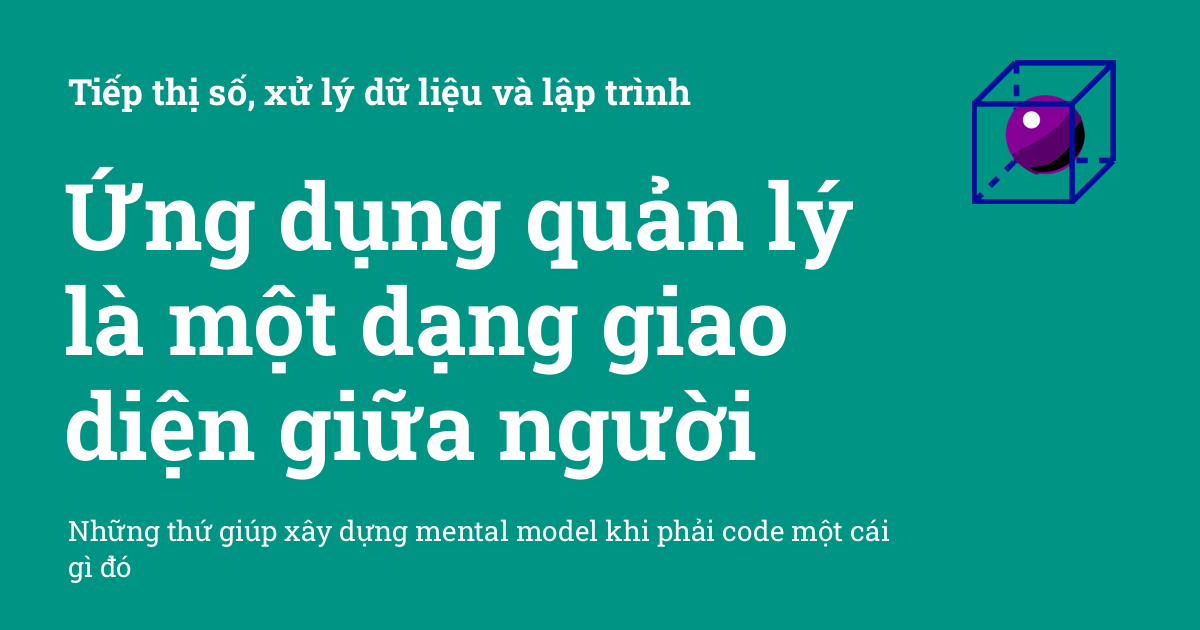 Tiếp thị số, xử lý dữ liệu và lập trình
Ứng dụng quản lý
là một dạng giao
diện giữa người
Những thứ giúp xây dựng mental model khi phải code một cái
gì đó